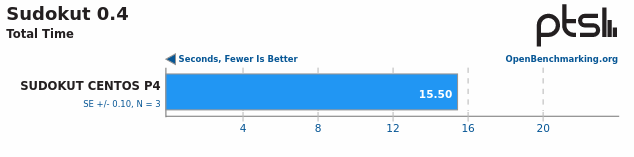 Sudokut 0.4
Total Time
ptsl
Seconds, Fewer Is Better
OpenBenchmarking.org
SUDOKUT CENTOS P4
15.50
SE +/- 0.10, N = 3
4
8
12
16
20